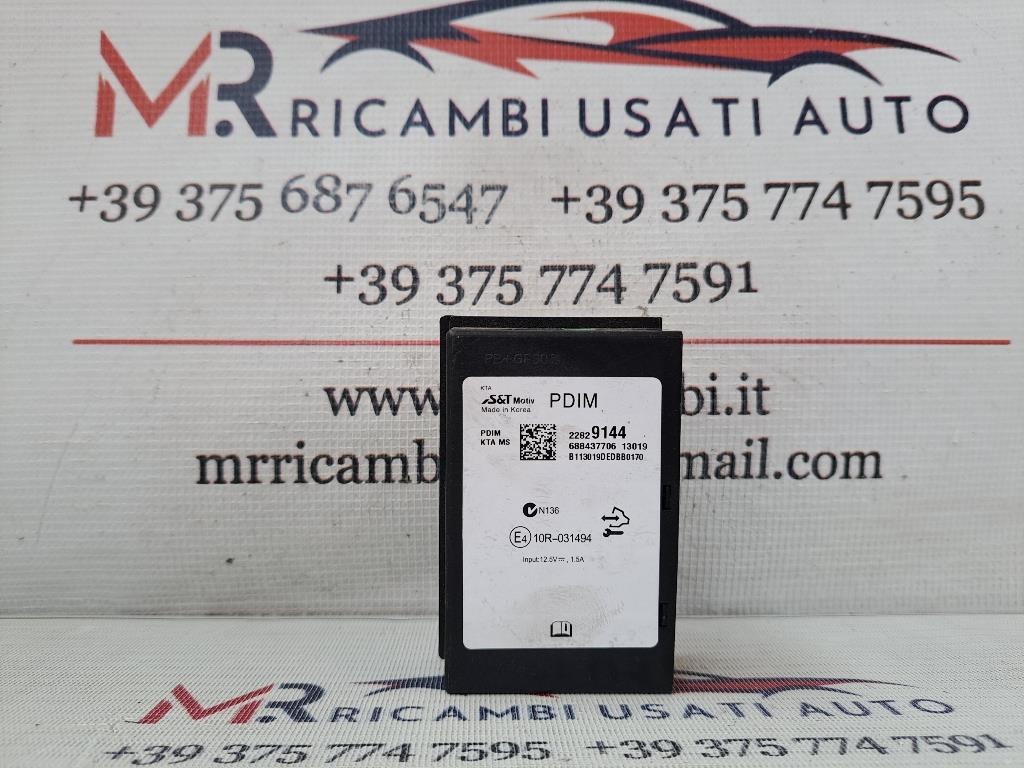 MR RICAMBI USATI AUTO
+39 375 687 6547 +39 375 774 7595
+39 375 774 7591
www. bi.it
mrricamb mail.com
KTA
S&T Motiv PDIM
Made in Korea
PDIM
KTA MS
22829144
688437706 13019
B113019DEDBB0170
N136
E4 10R-031494
Input: 12.5V⎓, 1.5A
MR RICAMBI USATI AUTO
+39 375 774 7595 +39 375 774 7591